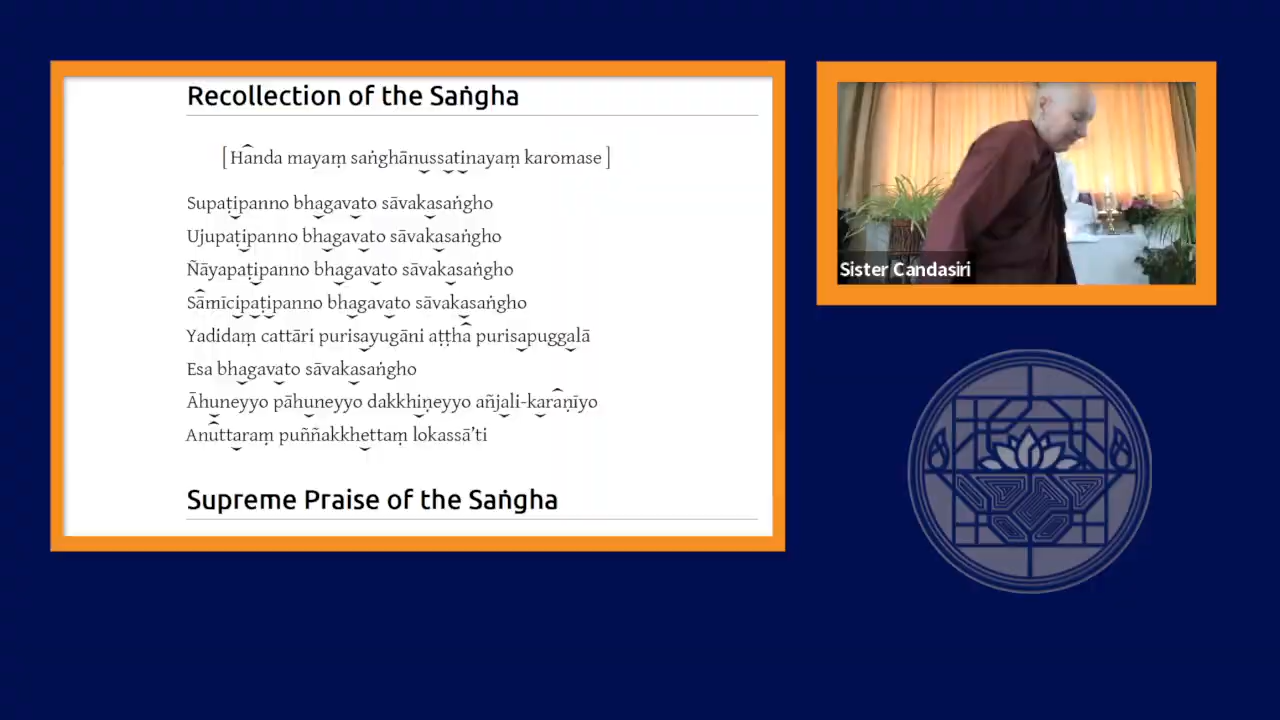 Recollection of the Saṅgha
[ Handa mayaṃ saṅghānussatinayaṃ karomase ]
Supaṭipanno bhagavato sāvakasaṅgho
Ujupaṭipanno bhagavato sāvakasaṅgho
Ñāyapaṭipanno bhagavato sāvakasaṅgho
Sāmīcipaṭipanno bhagavato sāvakasaṅgho
Yadidaṃ cattāri purisayugāni aṭṭha purisapuggalā
Esa bhagavato sāvakasaṅgho
Āhuneyyo pāhuneyyo dakkhiṇeyyo añjali-karaṇīyo
Anuttaraṃ puññakkhettaṃ lokassā’ti
Supreme Praise of the Saṅgha
Sister Candasiri